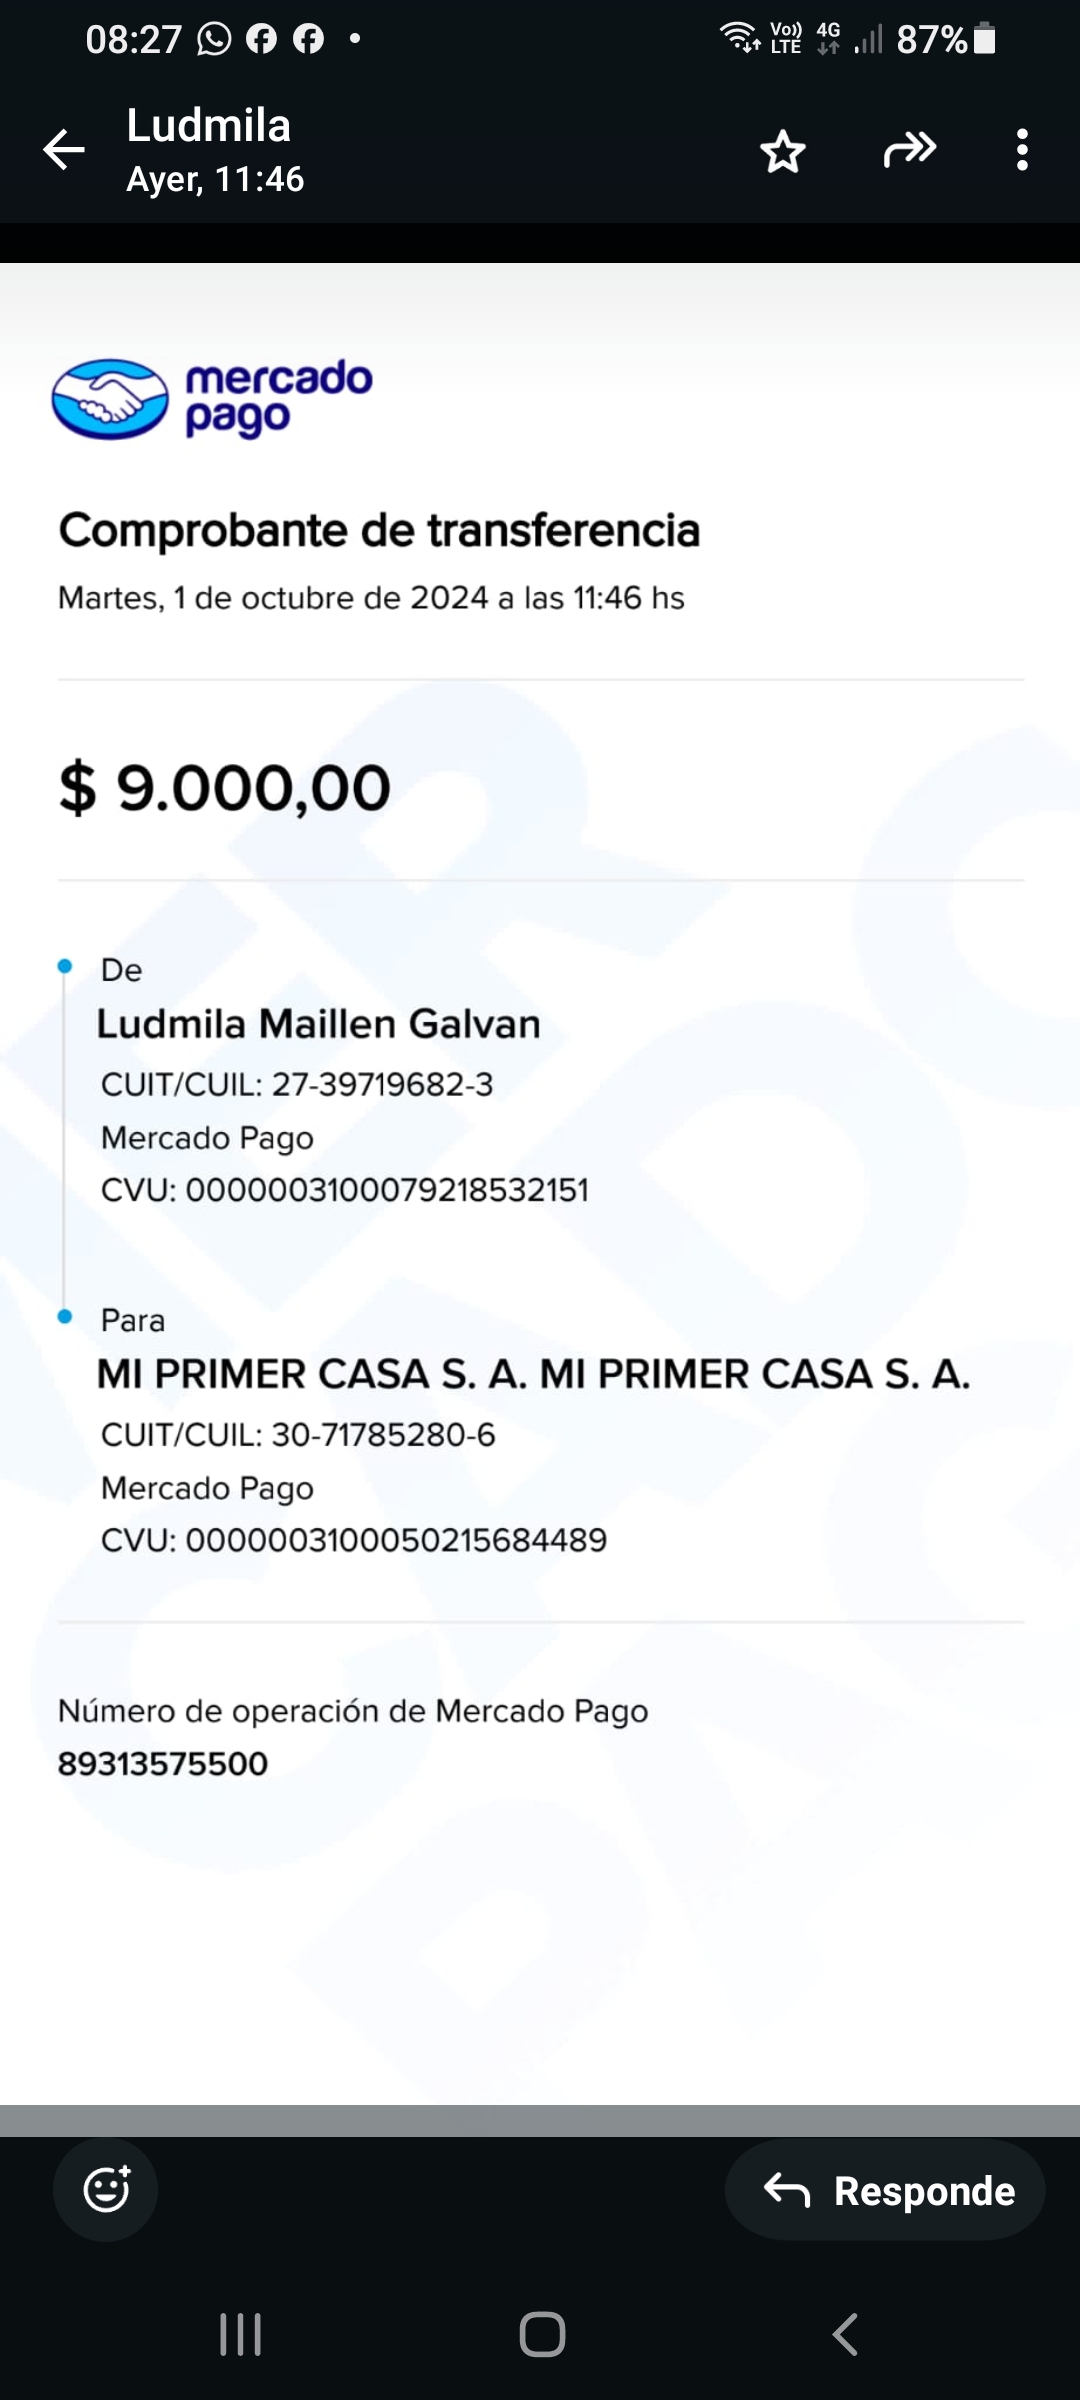 08:27 Vo)) LTE 4G 87%
Ludmila
Ayer, 11:46
mercado
pago
Comprobante de transferencia
Martes, 1 de octubre de 2024 a las 11:46 hs
$ 9.000,00
De
Ludmila Maillen Galvan
CUIT/CUIL: 27-39719682-3
Mercado Pago
CVU: 0000003100079218532151
Para
MI PRIMER CASA S. A. MI PRIMER CASA S. A.
CUIT/CUIL: 30-71785280-6
Mercado Pago
CVU: 0000003100050215684489
Número de operación de Mercado Pago
89313575500
Responde